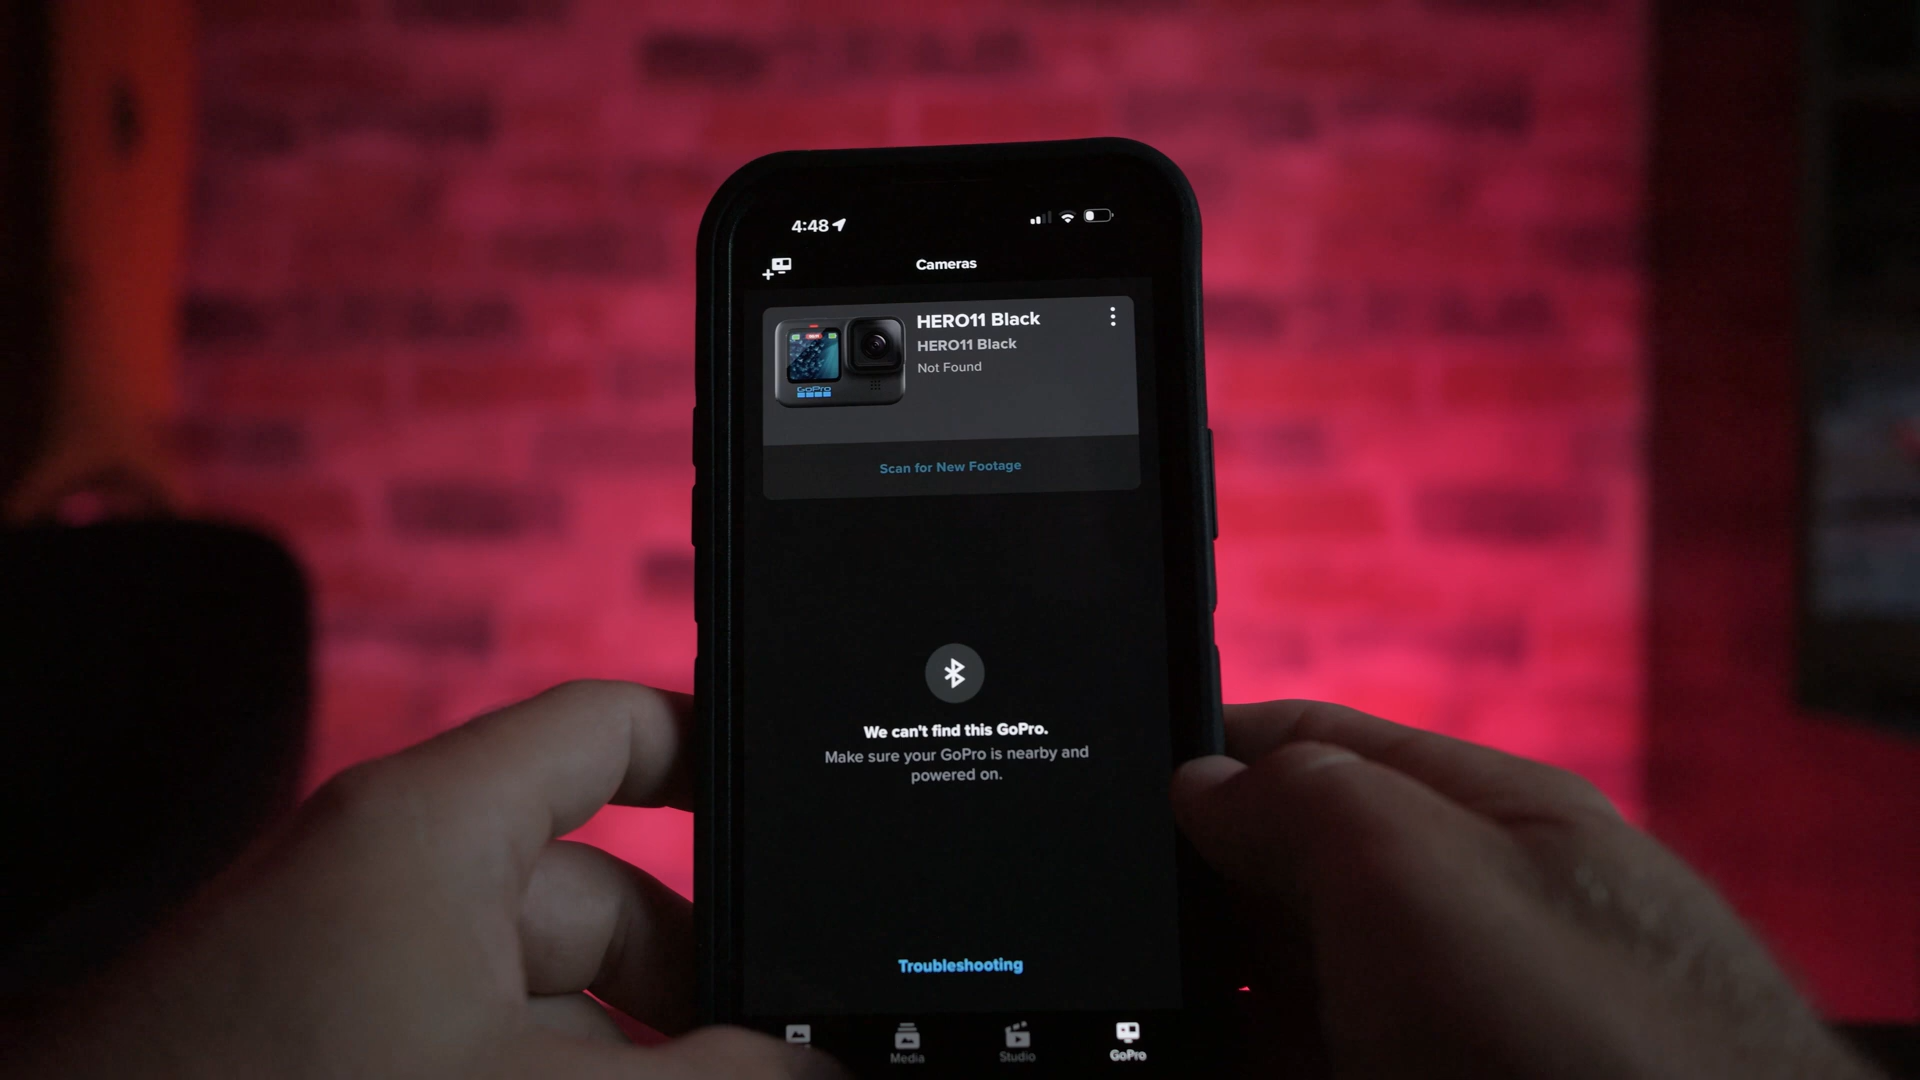 4:48
Cameras
HERO11 Black
HERO11 Black
Not Found
GoPro
Scan for New Footage
We can't find this GoPro.
Make sure your GoPro is nearby and
powered on.
Troubleshooting
Media
Studio
GoPro